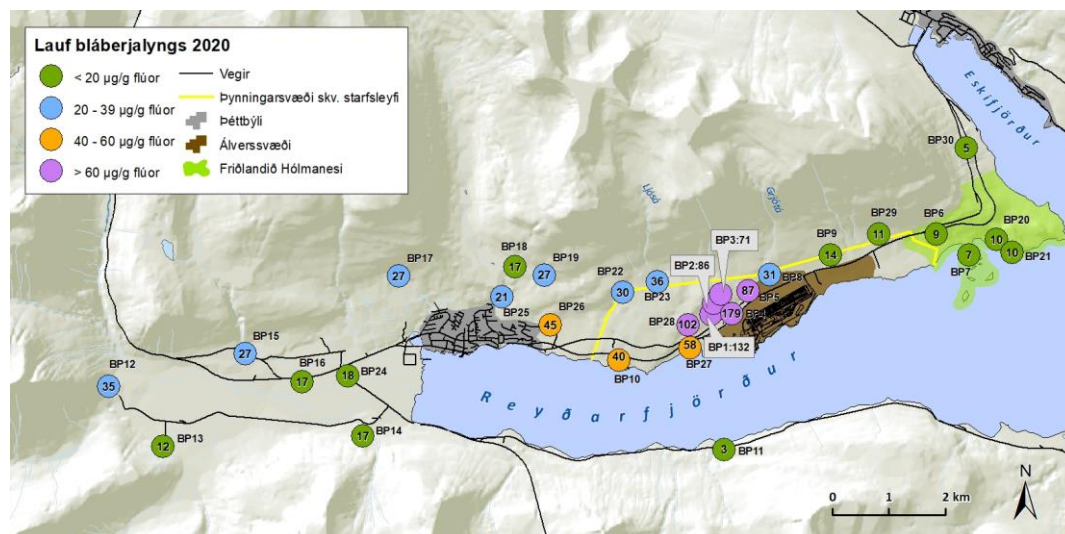 Lauf bláberjalyngs 2020
< 20 µg/g flúor
20 - 39 µg/g flúor
40 - 60 µg/g flúor
> 60 µg/g flúor
Vegir
Þynningarsvæði skv. starfsleyfi
Þéttbýli
Álverssvæði
Friðlandið Hólmanesi
Eskifjörður
BP30
5
Ljósá
Grjótá
BP29
11
BP6
9
BP20
10
BP21
10
BP7
7
BP9
14
BP3:71
BP2:86
BP18
17
BP19
27
BP17
27
BP22
30
BP23
36
31
BP8
87
BP5
BP25
21
BP26
45
BP28
102
179
BP4
BP1:132
58
BP27
40
BP10
BP15
27
BP12
35
BP16
17
BP24
18
BP13
12
BP14
17
Reyðarfjörður
3
BP11
N
0 1 2 km